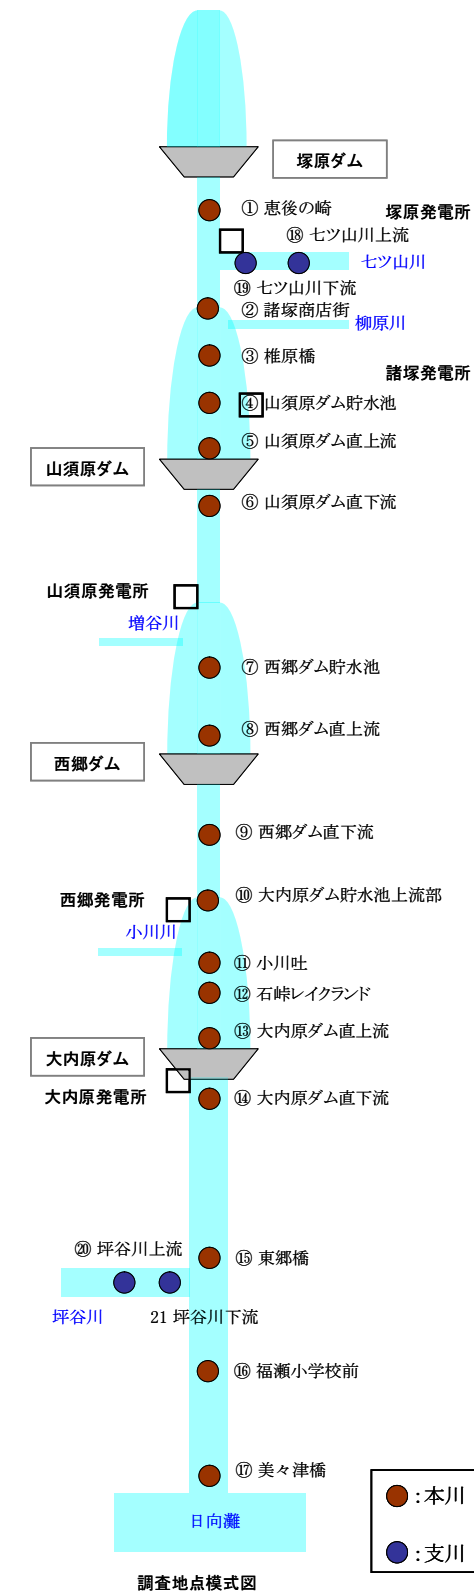 塚原ダム
① 恵後の崎
塚原発電所
⑱ 七ツ山川上流
七ツ山川
⑲ 七ツ山川下流
② 諸塚商店街
柳原川
③ 椎原橋
諸塚発電所
④ 山須原ダム貯水池
⑤ 山須原ダム直上流
山須原ダム
⑥ 山須原ダム直下流
山須原発電所
増谷川
⑦ 西郷ダム貯水池
⑧ 西郷ダム直上流
西郷ダム
⑨ 西郷ダム直下流
西郷発電所
⑩ 大内原ダム貯水池上流部
小川川
⑪ 小川吐
⑫ 石峠レイクランド
⑬ 大内原ダム直上流
大内原ダム
大内原発電所
⑭ 大内原ダム直下流
⑳ 坪谷川上流
⑮ 東郷橋
坪谷川
21 坪谷川下流
⑯ 福瀬小学校前
⑰ 美々津橋
日向灘
:本川
:支川
調査地点模式図